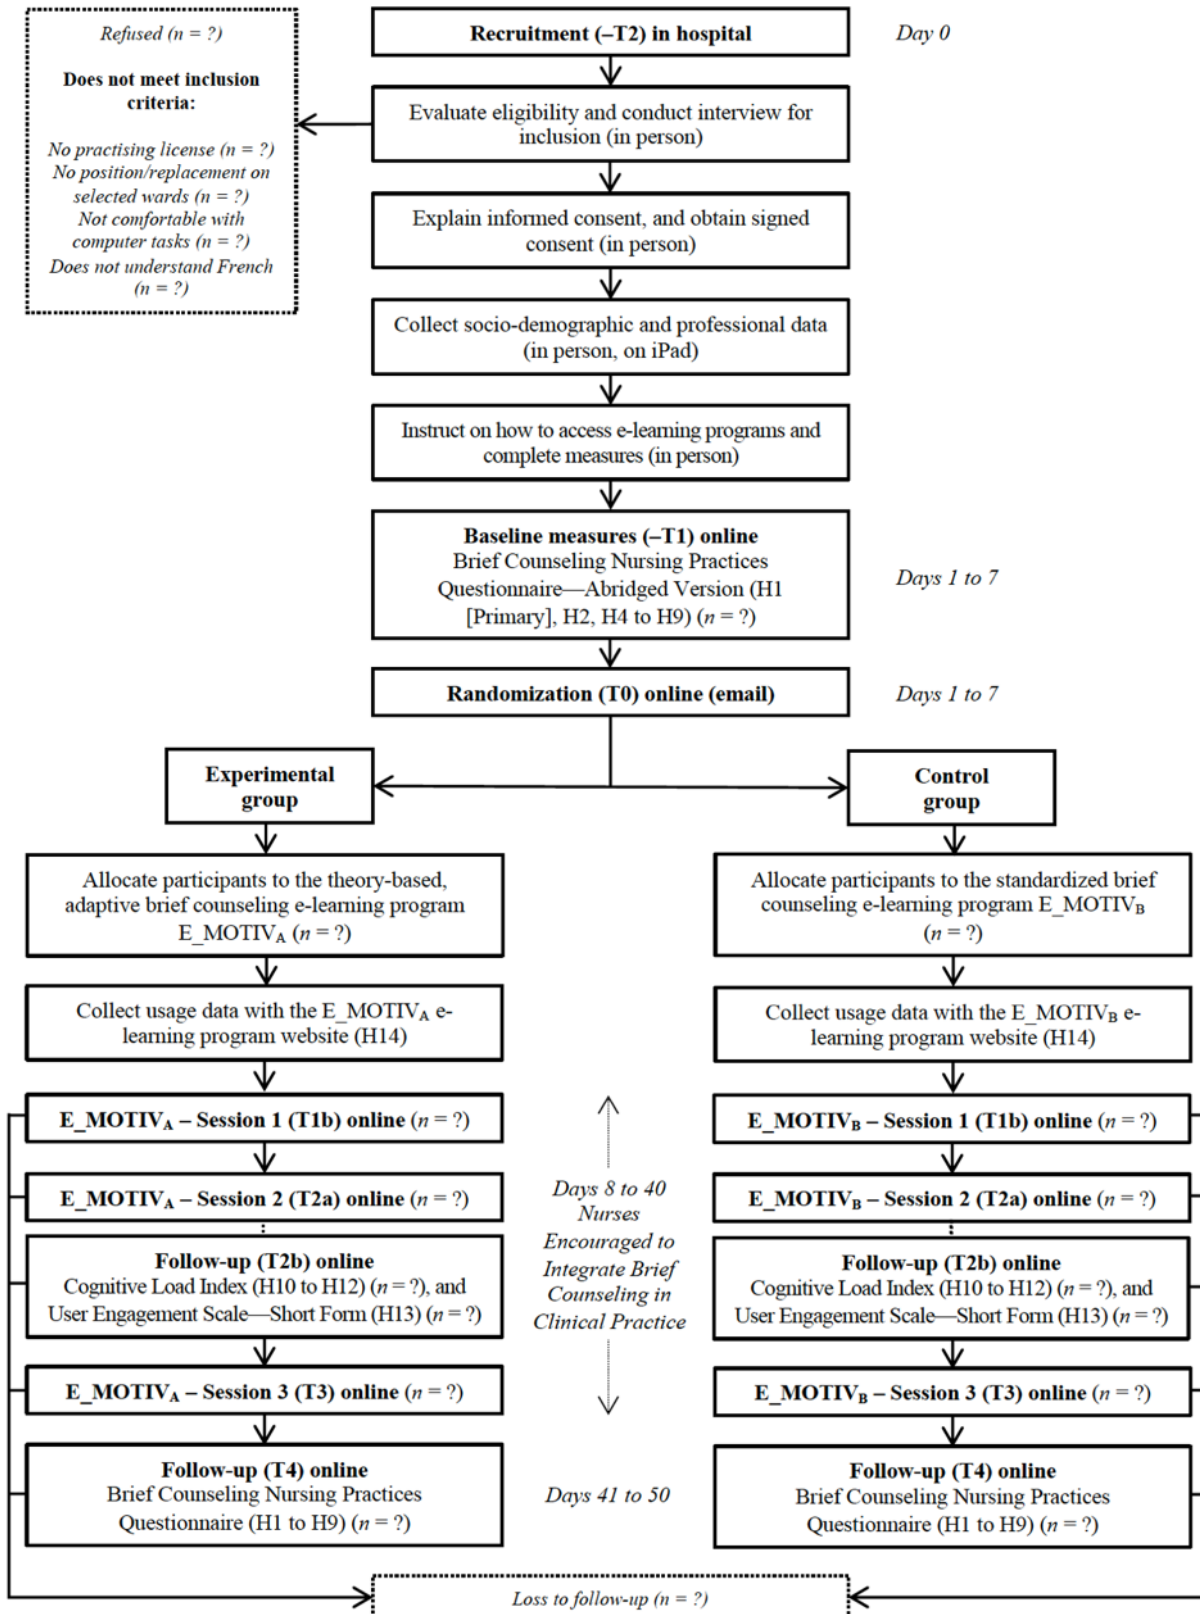 Recruitment (–T2) in hospital
Day 0
Refused (n = ?)
Does not meet inclusion
criteria:
No practising license (n = ?)
No position/replacement on
selected wards (n = ?)
Not comfortable with
computer tasks (n = ?)
Does not understand French
(n = ?)
Evaluate eligibility and conduct interview for
inclusion (in person)
Explain informed consent, and obtain signed
consent (in person)
Collect socio-demographic and professional data
(in person, on iPad)
Instruct on how to access e-learning programs and
complete measures (in person)
Baseline measures (–T1) online
Brief Counseling Nursing Practices
Questionnaire—Abridged Version (H1
[Primary], H2, H4 to H9) (n = ?)
Days 1 to 7
Randomization (T0) online (email)
Days 1 to 7
Experimental
group
Allocate participants to the theory-based,
adaptive brief counseling e-learning program
E_MOTIVA (n = ?)
Collect usage data with the E_MOTIVA e-
learning program website (H14)
E_MOTIVA – Session 1 (T1b) online (n = ?)
E_MOTIVA – Session 2 (T2a) online (n = ?)
Follow-up (T2b) online
Cognitive Load Index (H10 to H12) (n = ?), and
User Engagement Scale—Short Form (H13) (n = ?)
E_MOTIVA – Session 3 (T3) online (n = ?)
Follow-up (T4) online
Brief Counseling Nursing Practices
Questionnaire (H1 to H9) (n = ?)
Days 8 to 40
Nurses
Encouraged to
Integrate Brief
Counseling in
Clinical Practice
Days 41 to 50
Control
group
Allocate participants to the standardized brief
counseling e-learning program E_MOTIVB
(n = ?)
Collect usage data with the E_MOTIVB e-
learning program website (H14)
E_MOTIVB – Session 1 (T1b) online (n = ?)
E_MOTIVB – Session 2 (T2a) online (n = ?)
Follow-up (T2b) online
Cognitive Load Index (H10 to H12) (n = ?), and
User Engagement Scale—Short Form (H13) (n = ?)
E_MOTIVB – Session 3 (T3) online (n = ?)
Follow-up (T4) online
Brief Counseling Nursing Practices
Questionnaire (H1 to H9) (n = ?)
Loss to follow-up (n = ?)